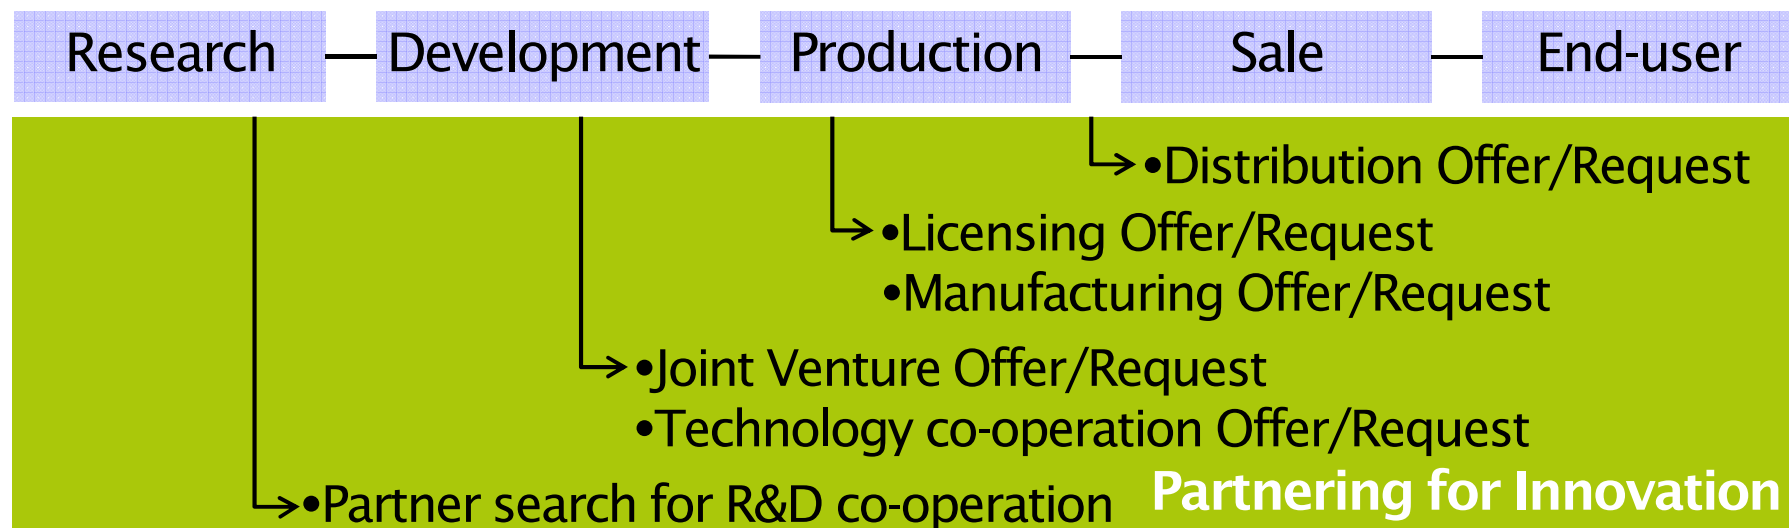 Research Development Production Sale End-user
•Distribution Offer/Request
•Licensing Offer/Request
•Manufacturing Offer/Request
•Joint Venture Offer/Request
•Technology co-operation Offer/Request
•Partner search for R&D co-operation
Partnering for Innovation